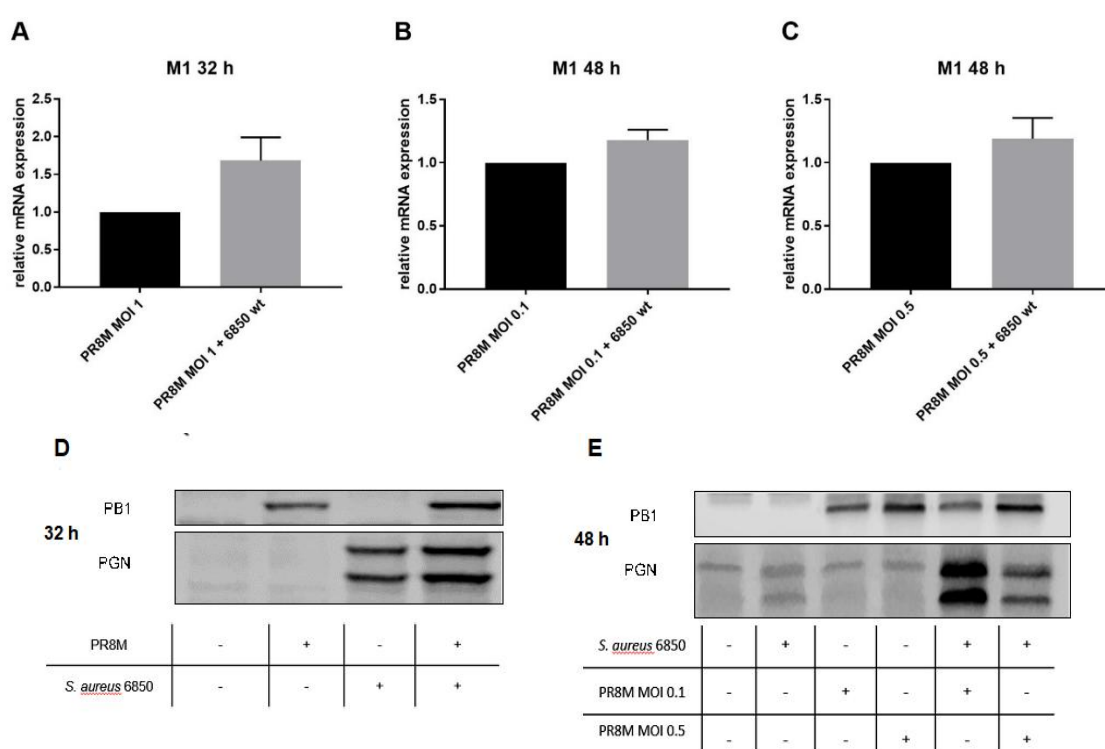 A
M1 32 h
relative mRNA expression
2.5
2.0
1.5
1.0
0.5
0.0
PR8M MOI 1
PR8M MOI 1 + 6850 wt
B
M1 48 h
relative mRNA expression
1.5
1.0
0.5
0.0
PR8M MOI 0.1
PR8M MOI 0.1 + 6850 wt
C
M1 48 h
relative mRNA expression
1.5
1.0
0.5
0.0
PR8M MOI 0.5
PR8M MOI 0.5 + 6850 wt
D
32 h
PB1
PGN
PR8M - + - +
S. aureus 6850 - - + +
E
48 h
PB1
PGN
S. aureus 6850 - + - - + +
PR8M MOI 0.1 - - + - + -
PR8M MOI 0.5 - - - + - +